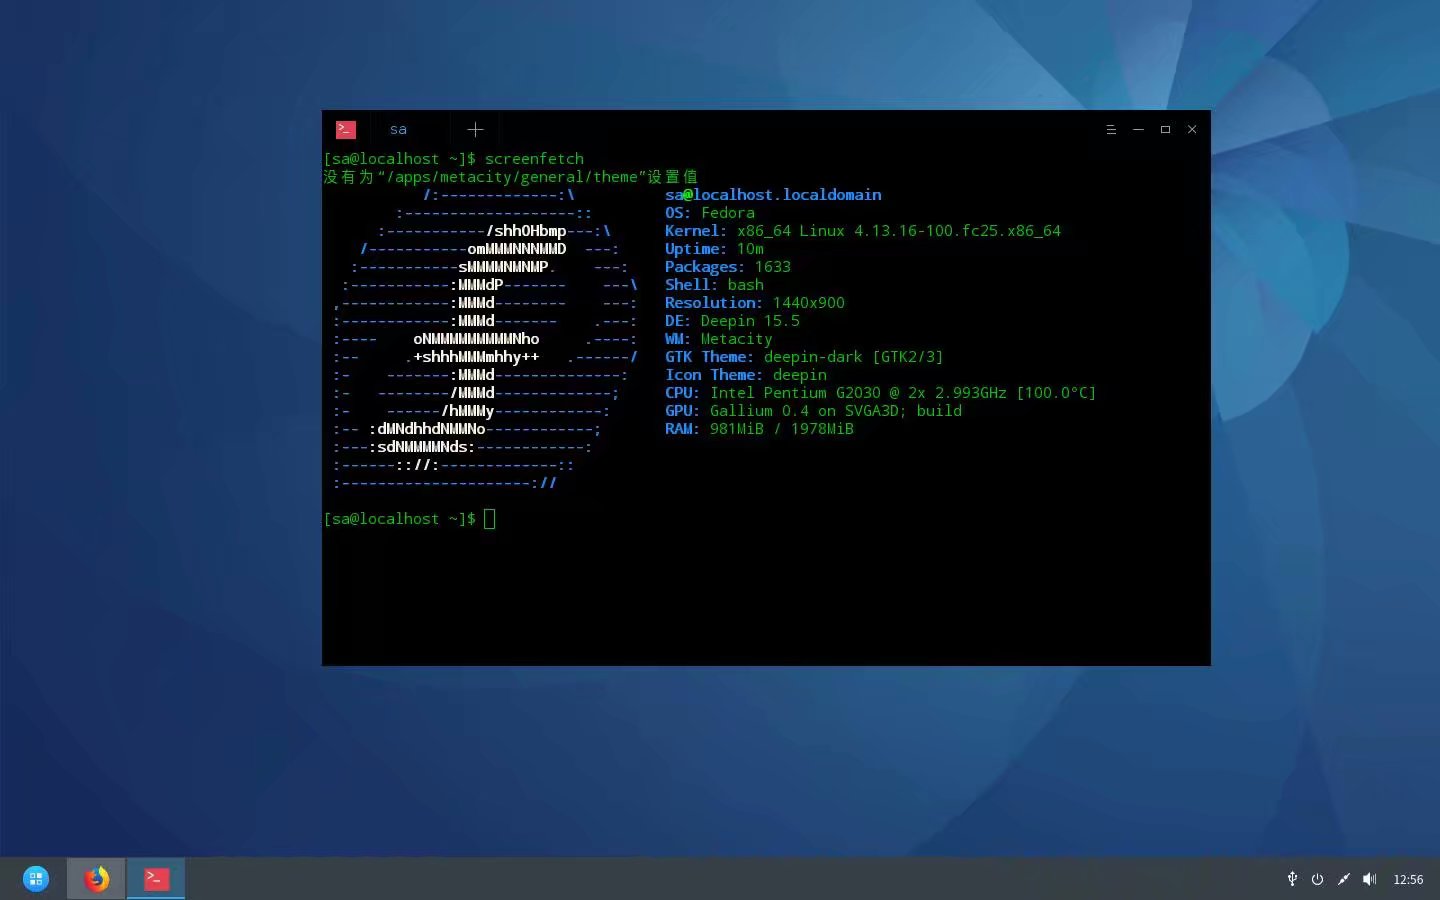 sa
[sa@localhost ~]$ screenfetch
没有为“/apps/metacity/general/theme”设置值
/:-------------:\ sa@localhost.localdomain
:-------------------:: OS: Fedora
:-----------/shhOHbmp---:\ Kernel: x86_64 Linux 4.13.16-100.fc25.x86_64
/-----------omMMMNNNMMD ---: Uptime: 10m
:-----------sMMMMNMNMP. ---: Packages: 1633
:-----------:MMMdP------- ---\ Shell: bash
,------------:MMMd-------- ---: Resolution: 1440x900
:------------:MMMd------- .---: DE: Deepin 15.5
:---- oNMMMMMMMMMNho .----: WM: Metacity
:-- .+shhhMMMmhhy++ .------/ GTK Theme: deepin-dark [GTK2/3]
:- -------:MMMd--------------: Icon Theme: deepin
:- --------/MMMd-------------; CPU: Intel Pentium G2030 @ 2x 2.993GHz [100.0°C]
:- ------/hMMMy------------: GPU: Gallium 0.4 on SVGA3D; build
:-- :dMNdhhdNMMNo------------; RAM: 981MiB / 1978MiB
:---:sdNMMMMNds:------------:
:------:://:-------------::
:---------------------://
[sa@localhost ~]$
12:56